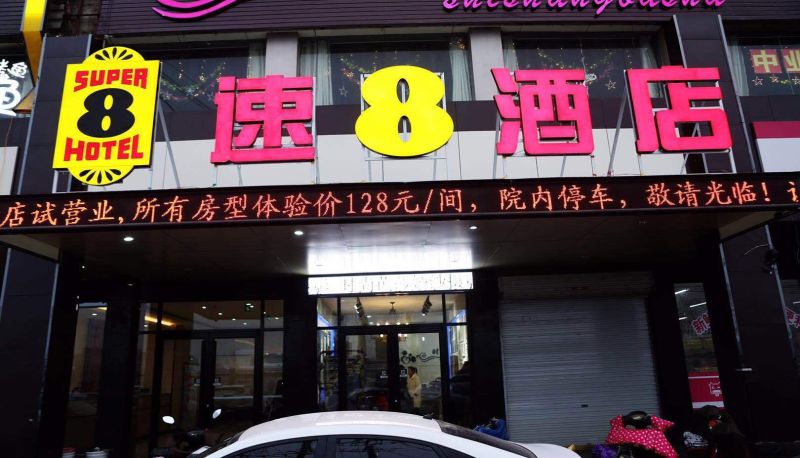 shishangbaoshu
SUPER
8
HOTEL
速8酒店
中业
店试营业,所有房型体验价128元/间，院内停车，敬请光临!